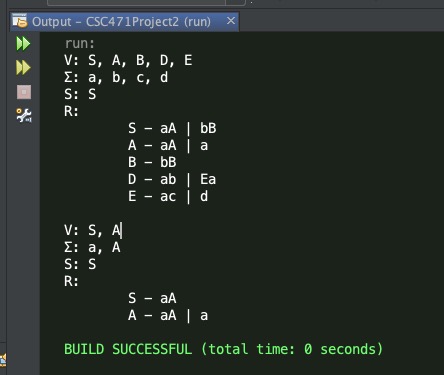 Output – CSC471Project2 (run)
run:
V: S, A, B, D, E
Σ: a, b, c, d
S: S
R:
S – aA | bB
A – aA | a
B – bB
D – ab | Ea
E – ac | d
V: S, A
Σ: a, A
S: S
R:
S – aA
A – aA | a
BUILD SUCCESSFUL (total time: 0 seconds)